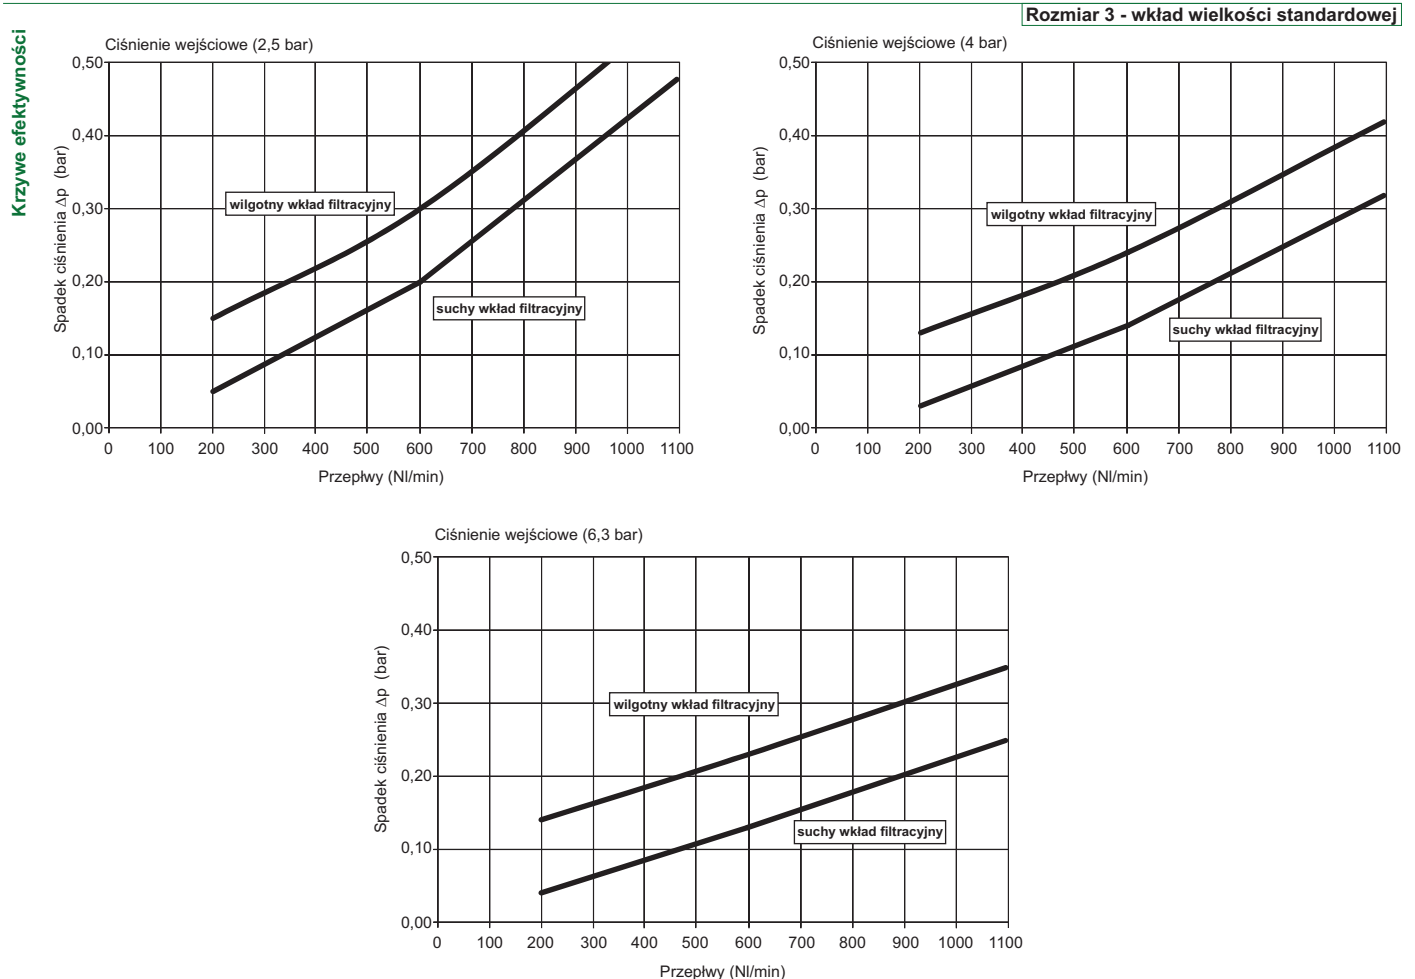 Rozmiar 3 - wkład wielkości standardowej
Krzywe efektywności
Ciśnienie wejściowe (2,5 bar)
Spadek ciśnienia Δp (bar)
0,50
0,40
0,30
0,20
0,10
0,00
wilgotny wkład filtracyjny
suchy wkład filtracyjny
0 100 200 300 400 500 600 700 800 900 1000 1100
Przepłwy (Nl/min)
Ciśnienie wejściowe (4 bar)
Spadek ciśnienia Δp (bar)
0,50
0,40
0,30
0,20
0,10
0,00
wilgotny wkład filtracyjny
suchy wkład filtracyjny
0 100 200 300 400 500 600 700 800 900 1000 1100
Przepłwy (Nl/min)
Ciśnienie wejściowe (6,3 bar)
Spadek ciśnienia Δp (bar)
0,50
0,40
0,30
0,20
0,10
0,00
wilgotny wkład filtracyjny
suchy wkład filtracyjny
0 100 200 300 400 500 600 700 800 900 1000 1100
Przepłwy (Nl/min)